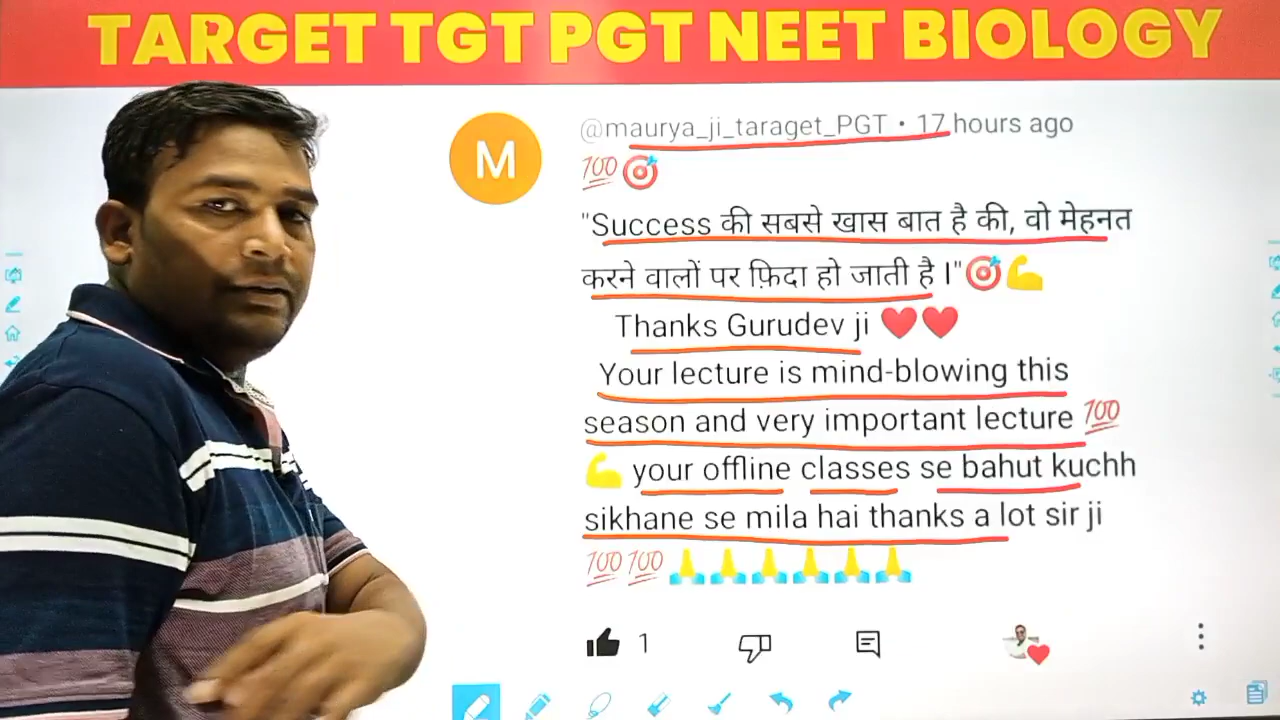 TARGET TGT PGT NEET BIOLOGY
M
@maurya_ji_taraget_PGT • 17 hours ago
💯🎯
"Success की सबसे खास बात है की, वो मेहनत
करने वालों पर फ़िदा हो जाती है।"🎯💪
Thanks Gurudev ji ❤️❤️
Your lecture is mind-blowing this
season and very important lecture 💯
💪 your offline classes se bahut kuchh
sikhane se mila hai thanks a lot sir ji
💯💯🙏🙏🙏🙏🙏🙏
1